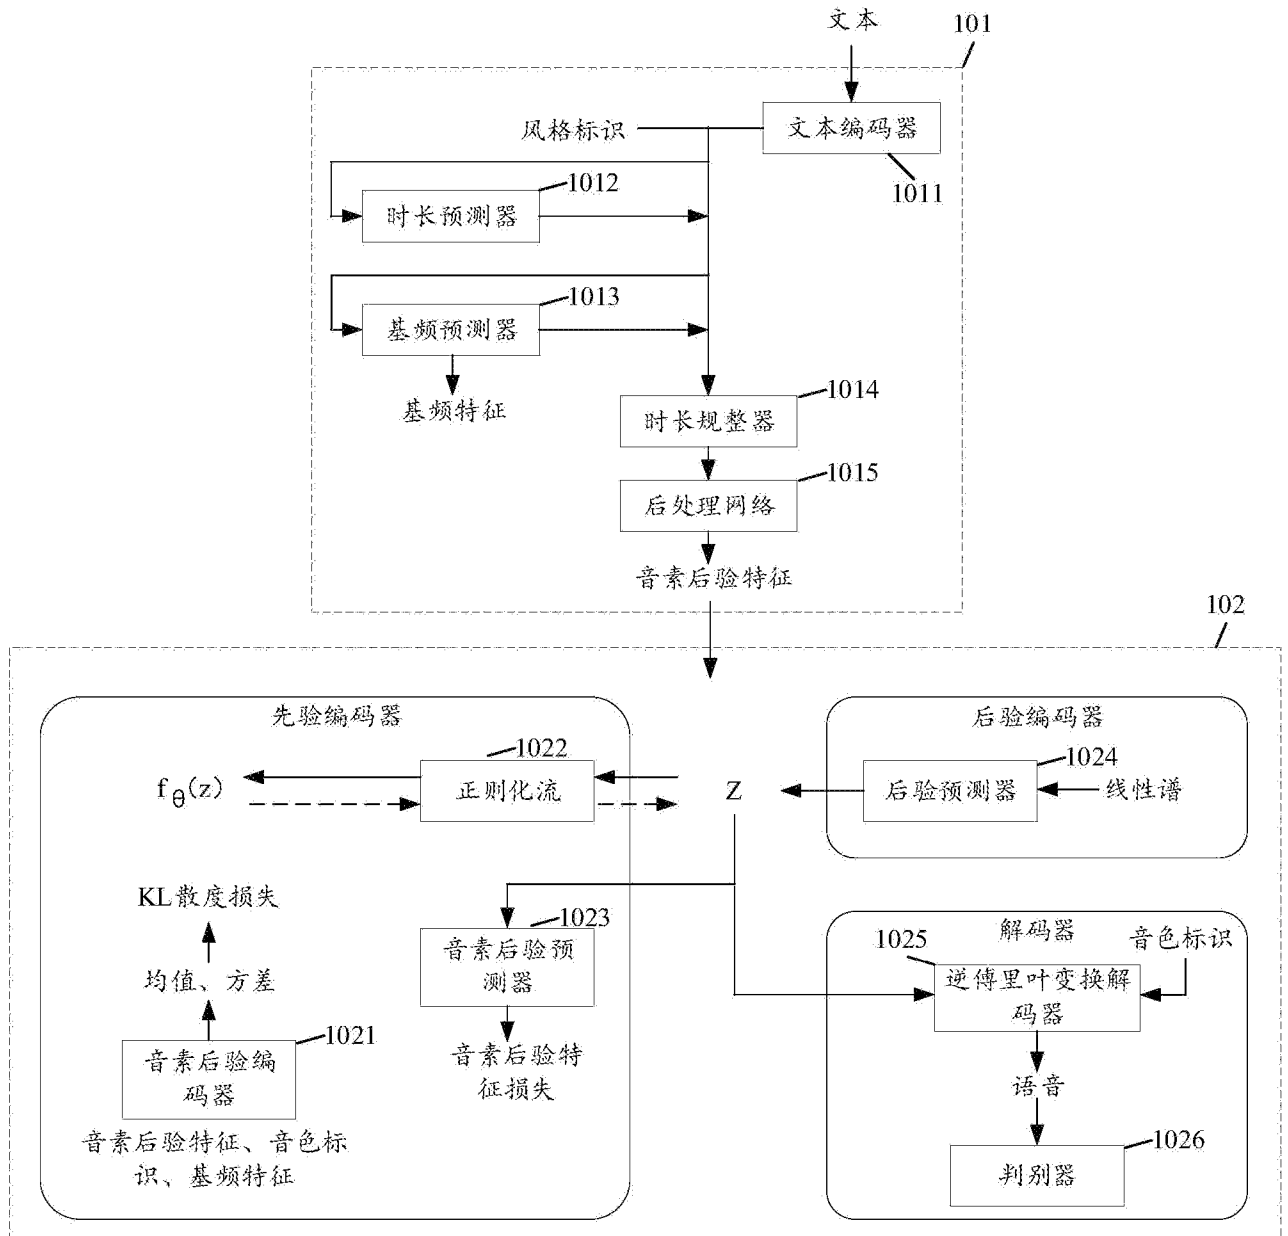 文本
101
风格标识
文本编码器
1011
1012
时长预测器
1013
基频预测器
基频特征
1014
时长规整器
1015
后处理网络
音素后验特征
102
先验编码器
1022
正则化流
fθ(z)
Z
后验编码器
1024
后验预测器
线性谱
KL散度损失
均值、方差
1021
音素后验编
码器
音素后验特征、音色标
识、基频特征
1023
音素后验预
测器
音素后验特
征损失
解码器
1025
音色标识
逆傅里叶变换解
码器
语音
1026
判别器